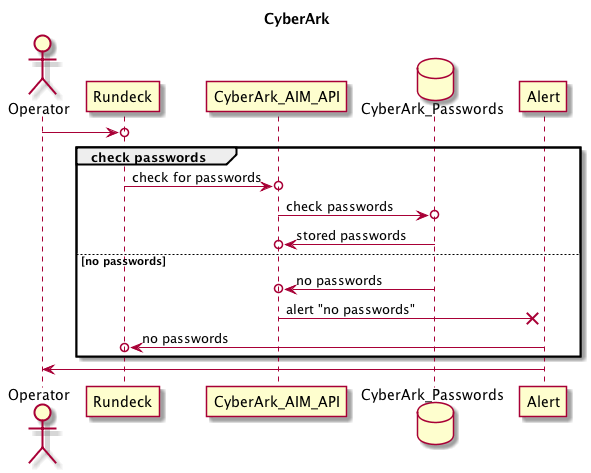 CyberArk
Operator
Rundeck
CyberArk_AIM_API
CyberArk_Passwords
Alert
check passwords
check for passwords
check passwords
stored passwords
[no passwords]
no passwords
alert "no passwords"
no passwords
Operator
Rundeck
CyberArk_AIM_API
CyberArk_Passwords
Alert